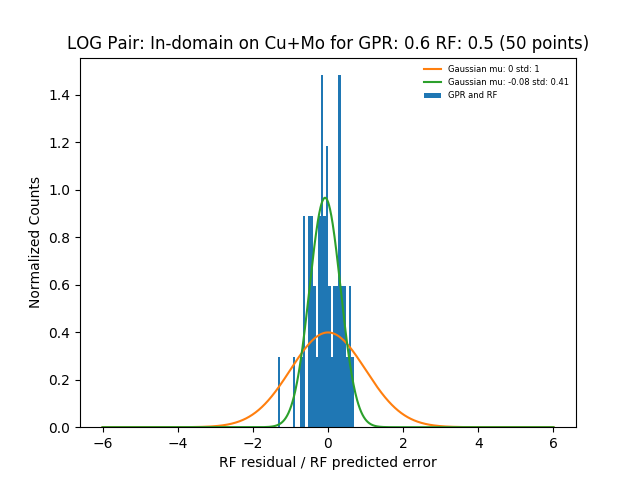 LOG Pair: In-domain on Cu+Mo for GPR: 0.6 RF: 0.5 (50 points)
Gaussian mu: 0 std: 1
Gaussian mu: -0.08 std: 0.41
GPR and RF
Normalized Counts
1.4
1.2
1.0
0.8
0.6
0.4
0.2
0.0
−6 −4 −2 0 2 4 6
RF residual / RF predicted error